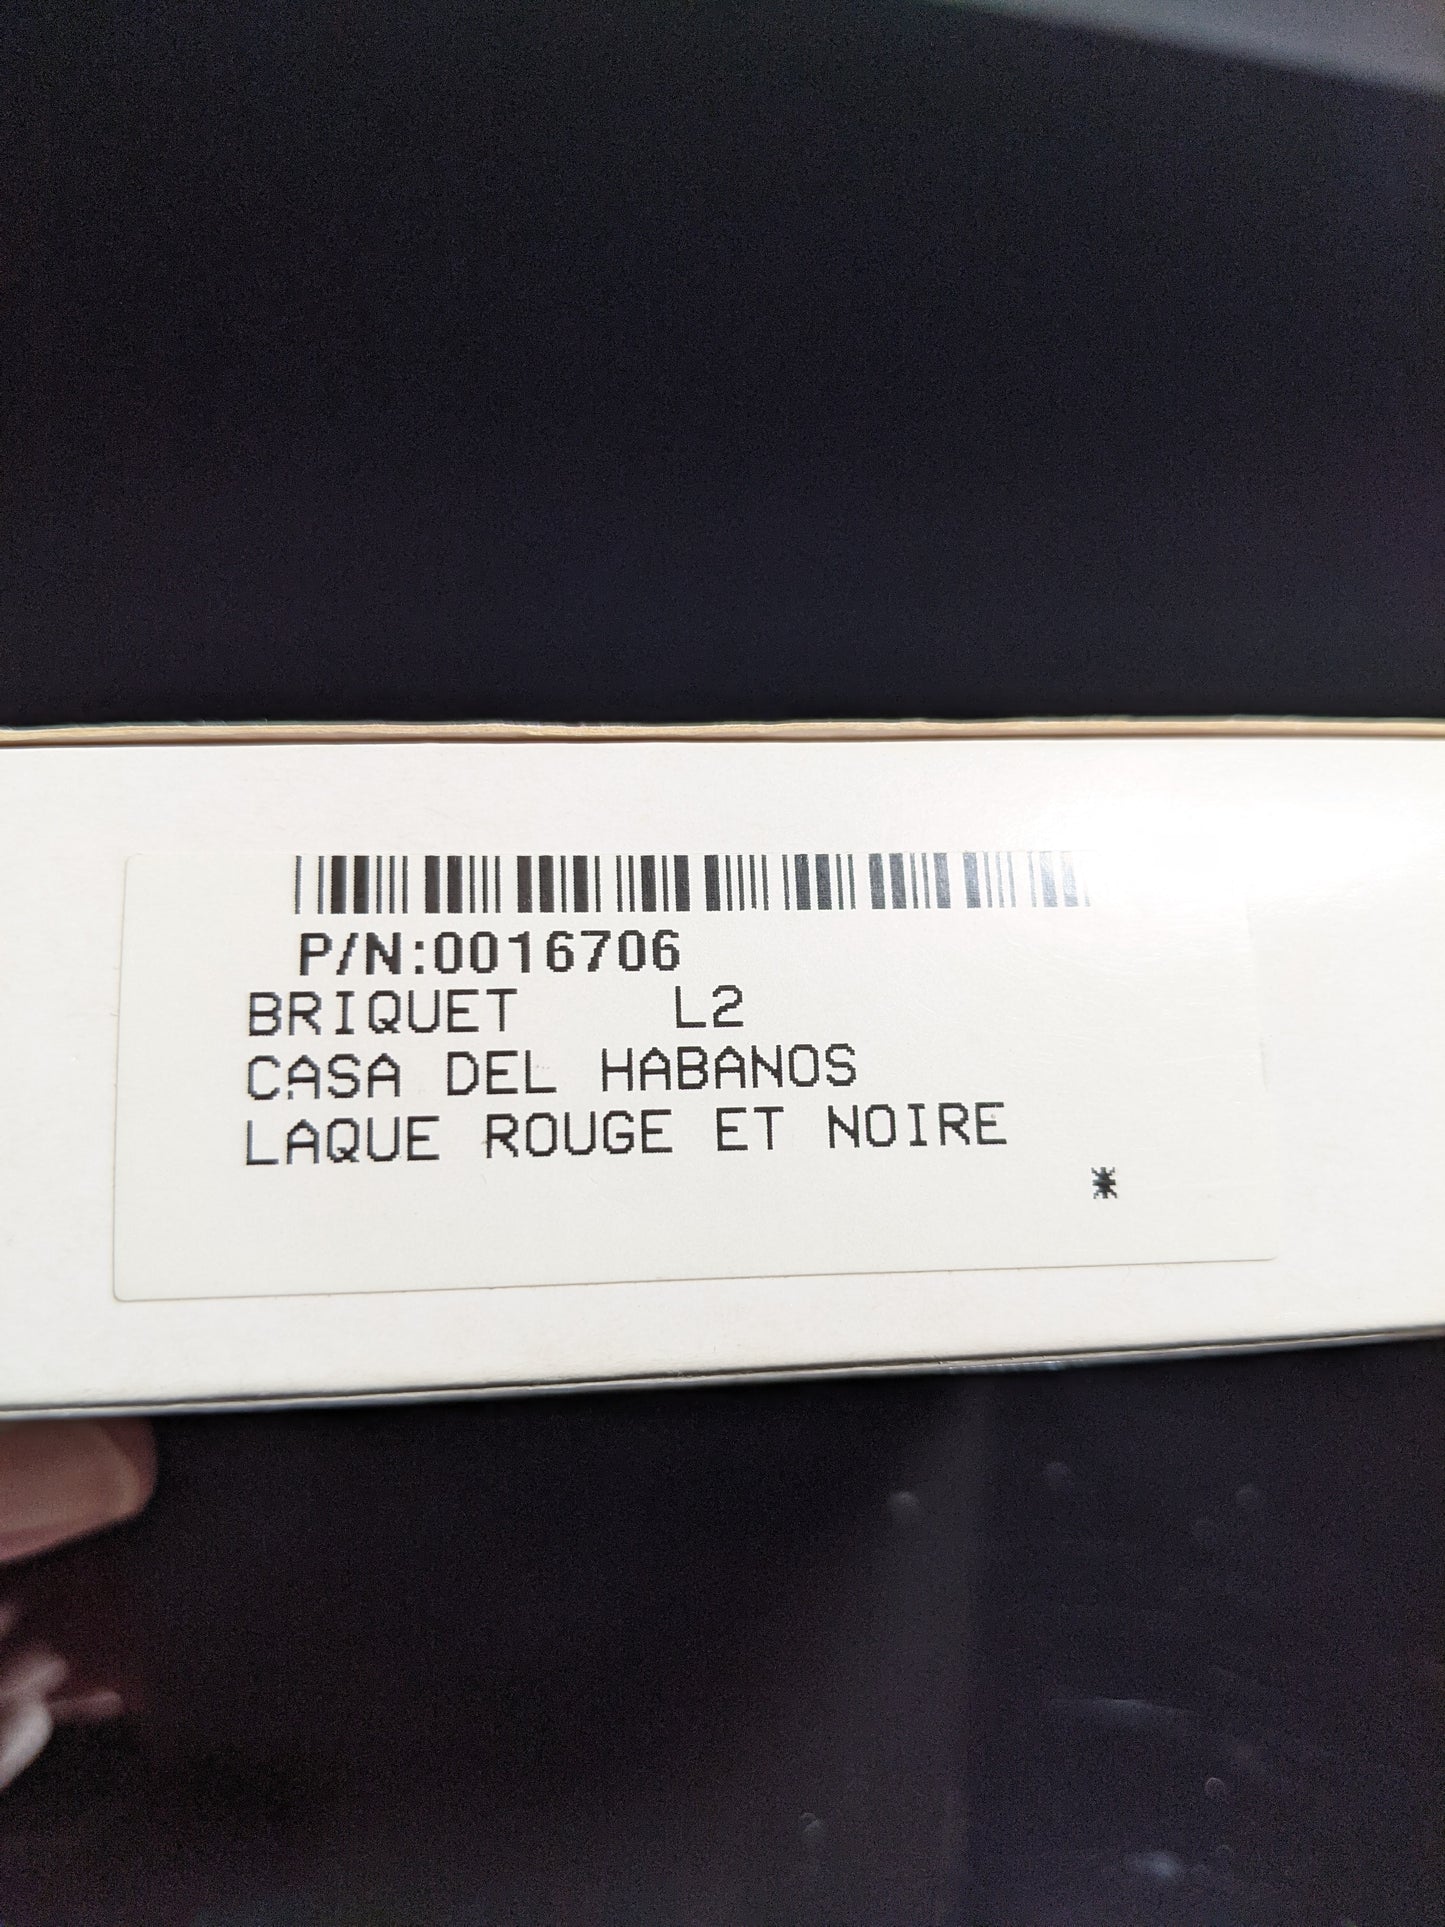 P/N:0016706
BRIQUET L2
CASA DEL HABANOS
LAQUE ROUGE ET NOIRE
*